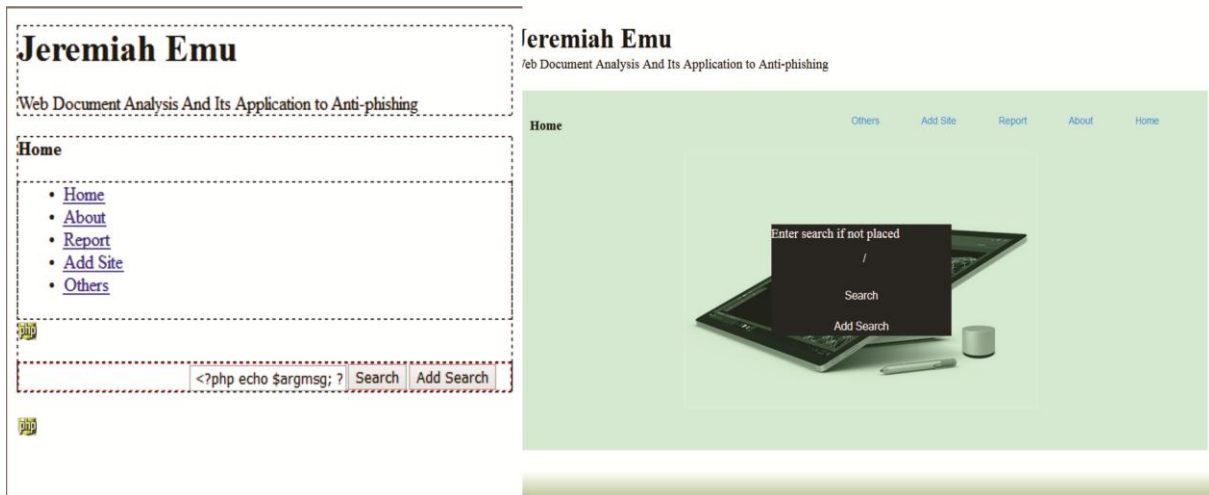 Jeremiah Emu
Web Document Analysis And Its Application to Anti-phishing
Home
• Home
• About
• Report
• Add Site
• Others
php
<?php echo $argmsg; ? Search Add Search
php
Jeremiah Emu
Web Document Analysis And Its Application to Anti-phishing
Home Others Add Site Report About Home
Enter search if not placed
/
Search
Add Search